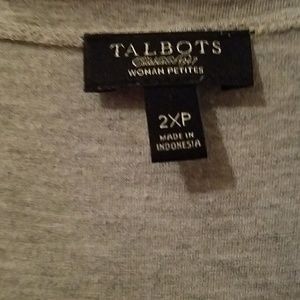 TALBOTS
WOMAN PETITES
2XP
MADE IN
INDONESIA